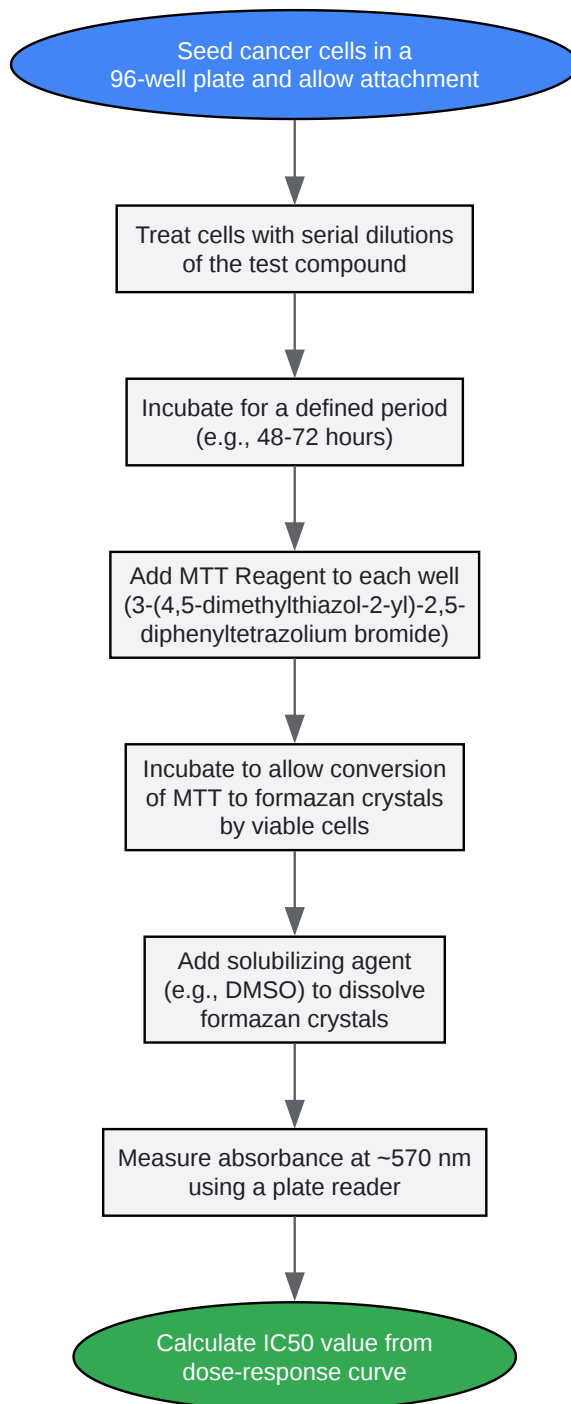 Seed cancer cells in a
96-well plate and allow attachment
Treat cells with serial dilutions
of the test compound
Incubate for a defined period
(e.g., 48-72 hours)
Add MTT Reagent to each well
(3-(4,5-dimethylthiazol-2-yl)-2,5-
diphenyltetrazolium bromide)
Incubate to allow conversion
of MTT to formazan crystals
by viable cells
Add solubilizing agent
(e.g., DMSO) to dissolve
formazan crystals
Measure absorbance at ~570 nm
using a plate reader
Calculate IC50 value from
dose-response curve